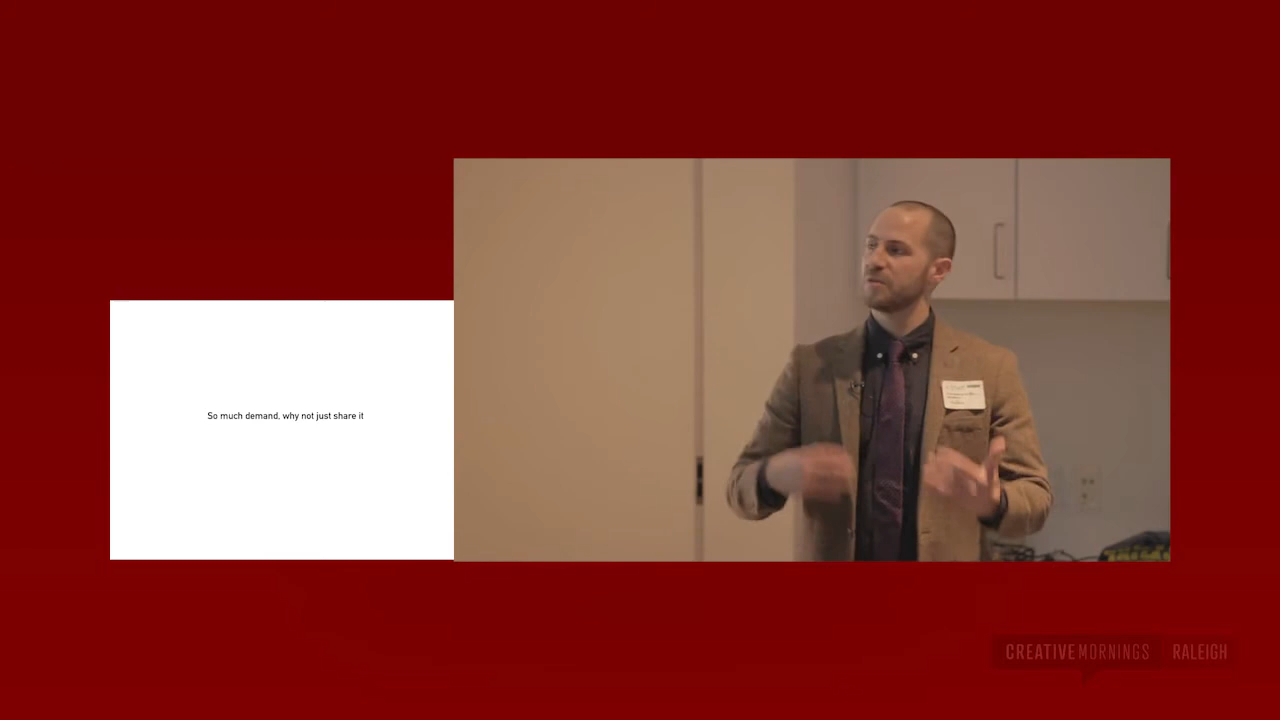 So much demand, why not just share it
CREATIVEMORNINGS RALEIGH